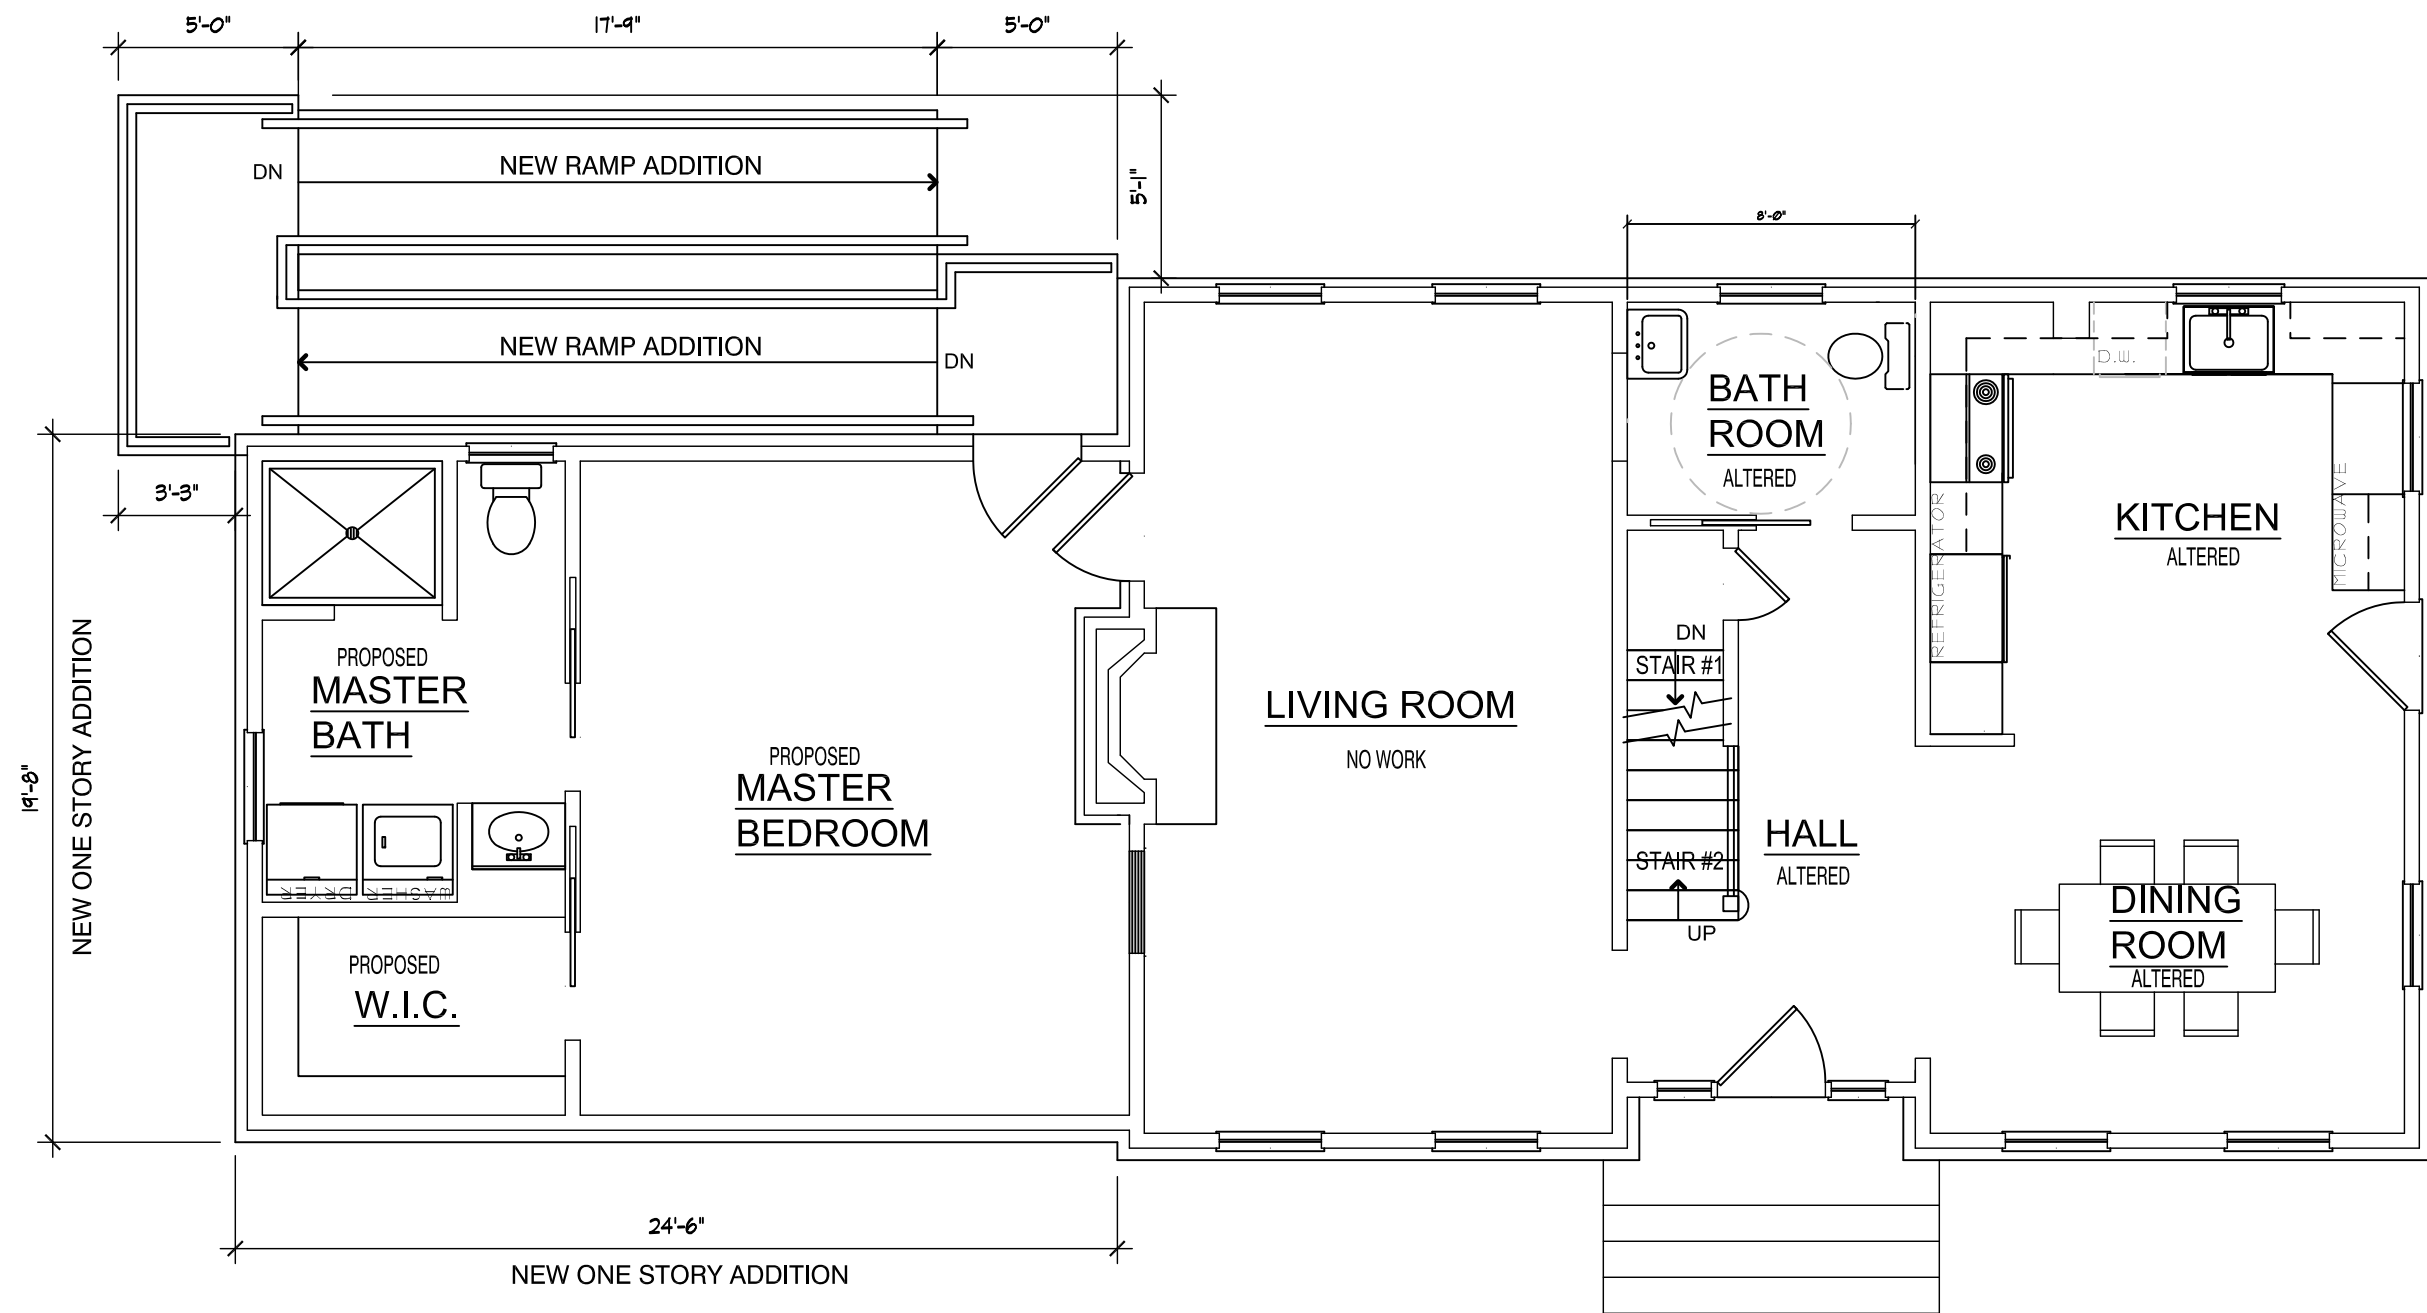 5'-0"
17'-9"
5'-0"
NEW RAMP ADDITION
DN
5'-1"
8'-0"
NEW RAMP ADDITION
DN
D.W.
BATH
ROOM
ALTERED
3'-3"
KITCHEN
ALTERED
REFRIGERATOR
MICROWAVE
DN
STAIR #1
PROPOSED
MASTER
BATH
LIVING ROOM
NO WORK
PROPOSED
MASTER
BEDROOM
19'-8"
NEW ONE STORY ADDITION
HALL
ALTERED
STAIR #2
UP
DRYER
WASHER
DINING
ROOM
ALTERED
PROPOSED
W.I.C.
24'-6"
NEW ONE STORY ADDITION